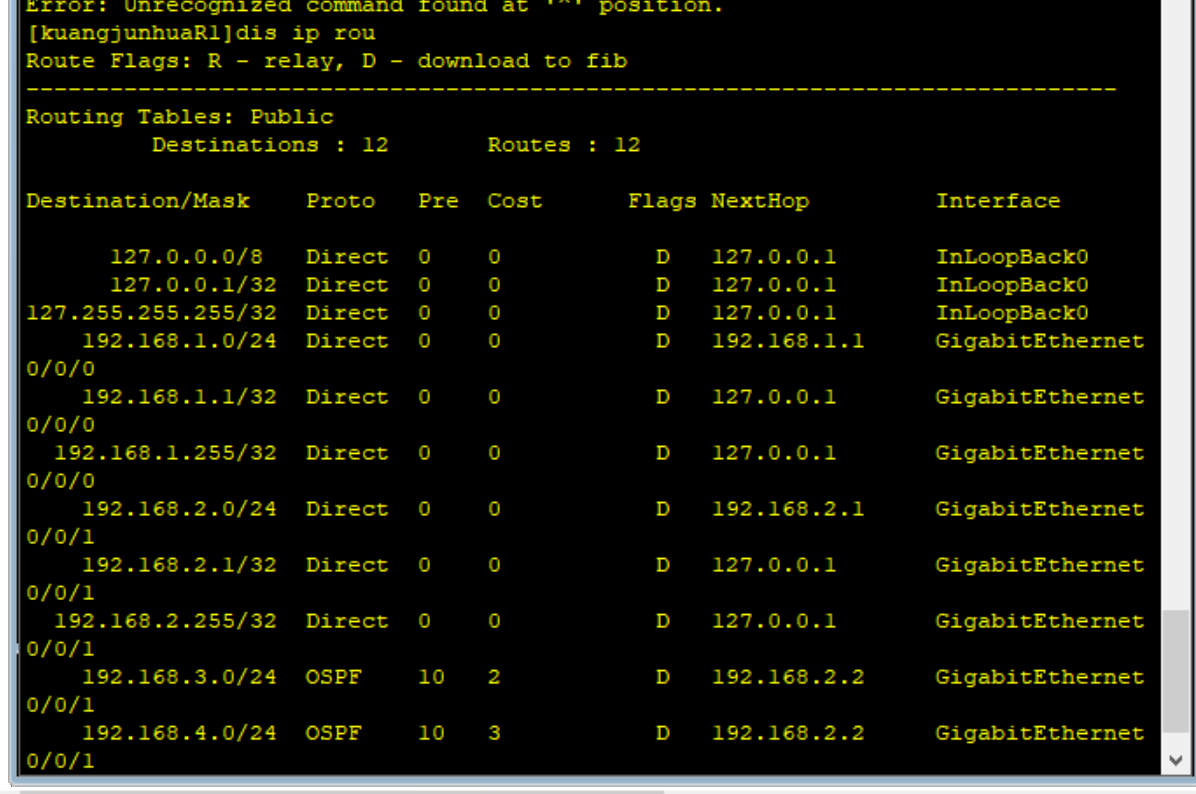 Error: Unrecognized command found at '^' position.
[kuangjunhuaR1]dis ip rou
Route Flags: R - relay, D - download to fib
------------------------------------------------------------------------------
Routing Tables: Public
         Destinations : 12       Routes : 12

Destination/Mask    Proto   Pre  Cost      Flags NextHop         Interface

      127.0.0.0/8   Direct  0    0           D   127.0.0.1       InLoopBack0
      127.0.0.1/32  Direct  0    0           D   127.0.0.1       InLoopBack0
127.255.255.255/32  Direct  0    0           D   127.0.0.1       InLoopBack0
    192.168.1.0/24  Direct  0    0           D   192.168.1.1     GigabitEthernet
0/0/0
    192.168.1.1/32  Direct  0    0           D   127.0.0.1       GigabitEthernet
0/0/0
  192.168.1.255/32  Direct  0    0           D   127.0.0.1       GigabitEthernet
0/0/0
    192.168.2.0/24  Direct  0    0           D   192.168.2.1     GigabitEthernet
0/0/1
    192.168.2.1/32  Direct  0    0           D   127.0.0.1       GigabitEthernet
0/0/1
  192.168.2.255/32  Direct  0    0           D   127.0.0.1       GigabitEthernet
0/0/1
    192.168.3.0/24  OSPF    10   2           D   192.168.2.2     GigabitEthernet
0/0/1
    192.168.4.0/24  OSPF    10   3           D   192.168.2.2     GigabitEthernet
0/0/1